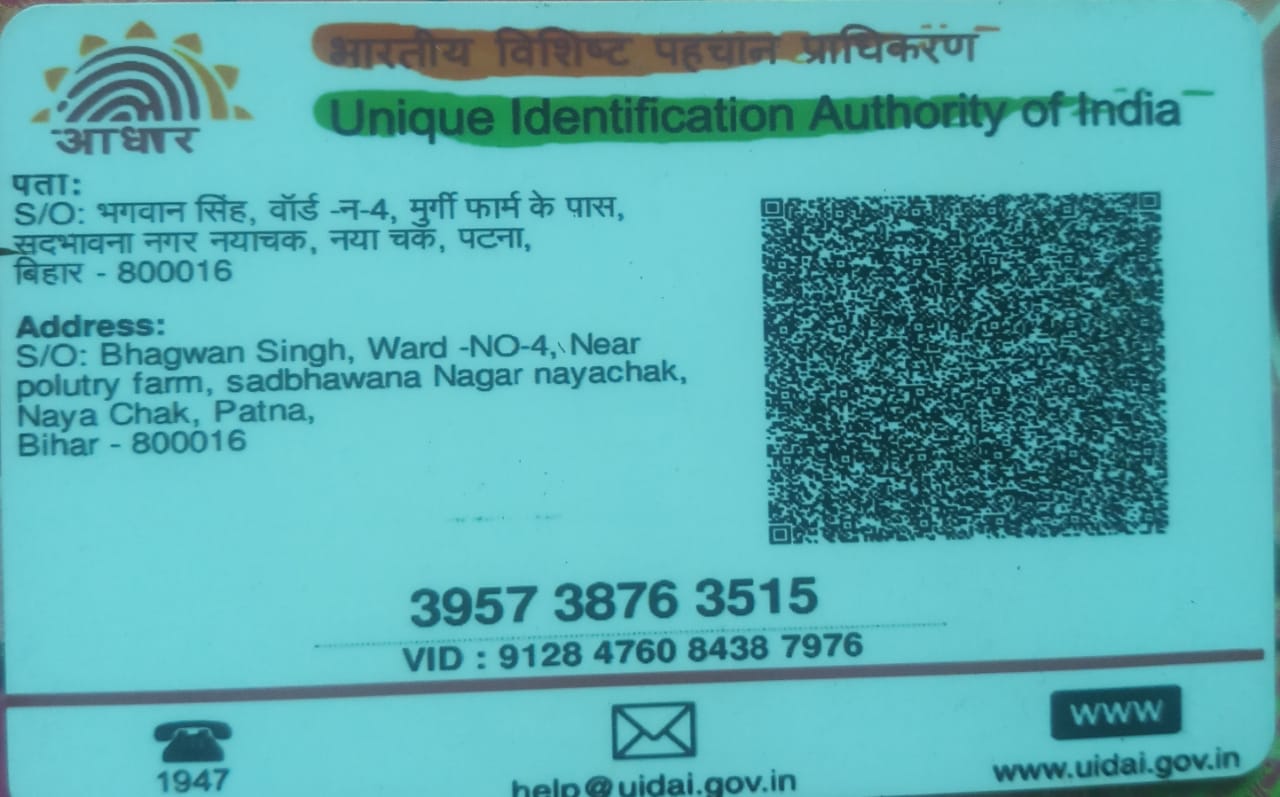 भारतीय विशिष्ट पहचान प्राधिकरण
Unique Identification Authority of India
आधार
पता:
S/O: भगवान सिंह, वॉर्ड -न-4, मुर्गी फार्म के पास,
सदभावना नगर नयाचक, नया चक, पटना,
बिहार - 800016
Address:
S/O: Bhagwan Singh, Ward -NO-4, Near
polutry farm, sadbhawana Nagar nayachak,
Naya Chak, Patna,
Bihar - 800016
3957 3876 3515
VID : 9128 4760 8438 7976
WWW
1947
help@uidai.gov.in
www.uidai.gov.in